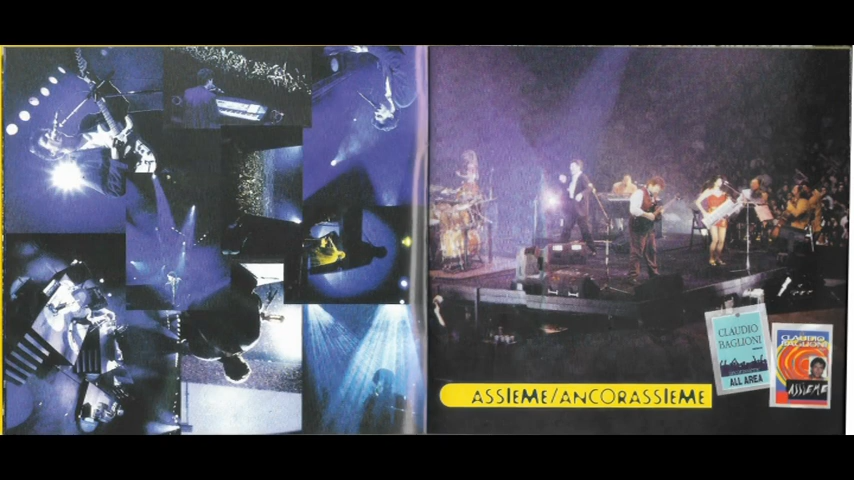 ASSIEME/ANCORASSIEME
CLAUDIO
BAGLIONI
ALL AREA
CLAUDIO
BAGLIONI
ASSIEME